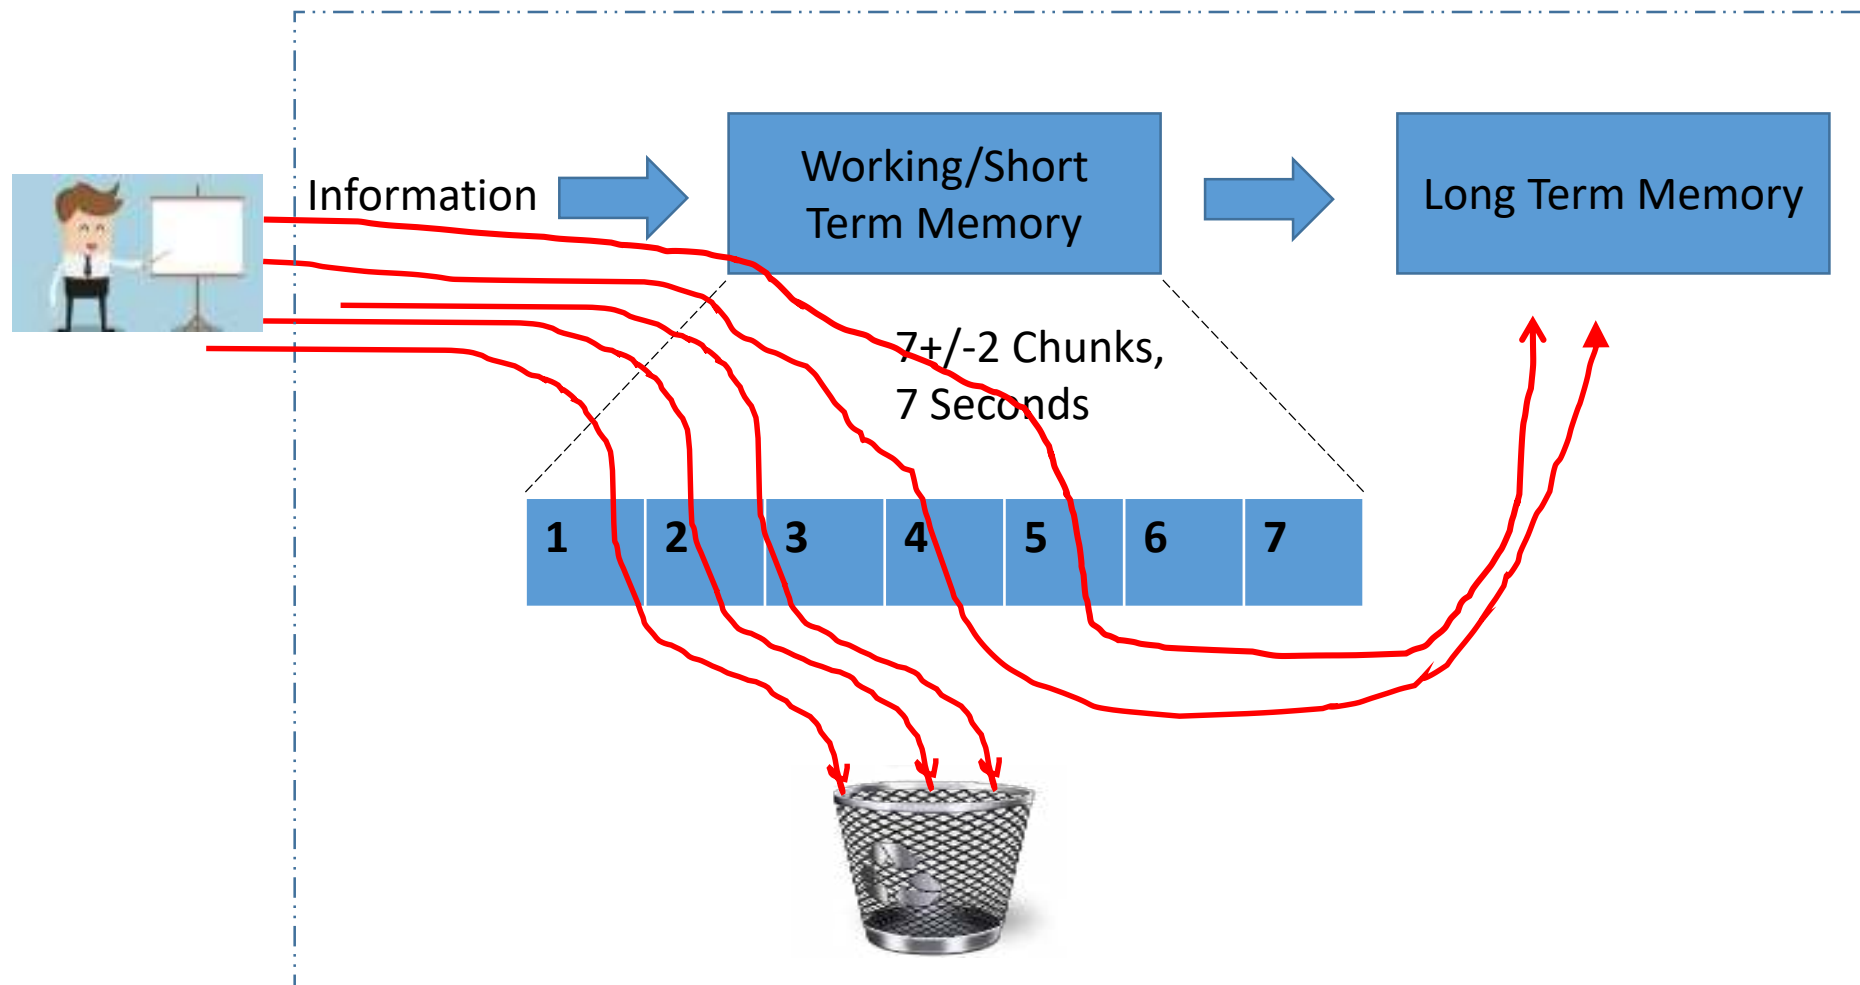 Information
Working/Short
Term Memory
Long Term Memory
7+/-2 Chunks,
7 Seconds
1 2 3 4 5 6 7